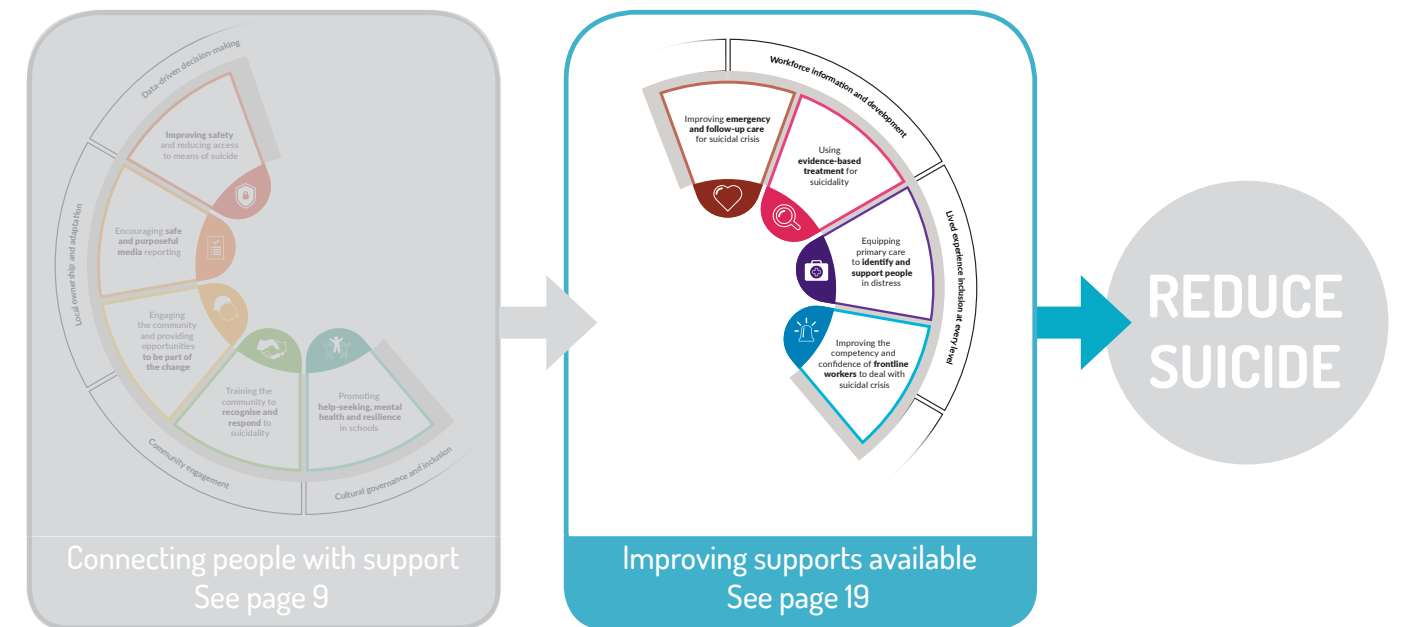 Data-driven decision-making
Improving safety
and reducing access
to means of suicide
Local ownership and adaptation
Encouraging safe
and purposeful
media reporting
Engaging
the community
and providing
opportunities
to be part of
the change
Training the
community to
recognise and
respond to
suicidality
Promoting
help-seeking, mental
health and resilience
in schools
Community engagement
Cultural governance and inclusion
Connecting people with support
See page 9
Workforce information and development
Improving emergency
and follow-up care
for suicidal crisis
Using
evidence-based
treatment for
suicidality
Equipping
primary care
to identify and
support people
in distress
Lived experience inclusion at every level
Improving the
competency and
confidence of frontline
workers to deal with
suicidal crisis
Improving supports available
See page 19
REDUCE
SUICIDE